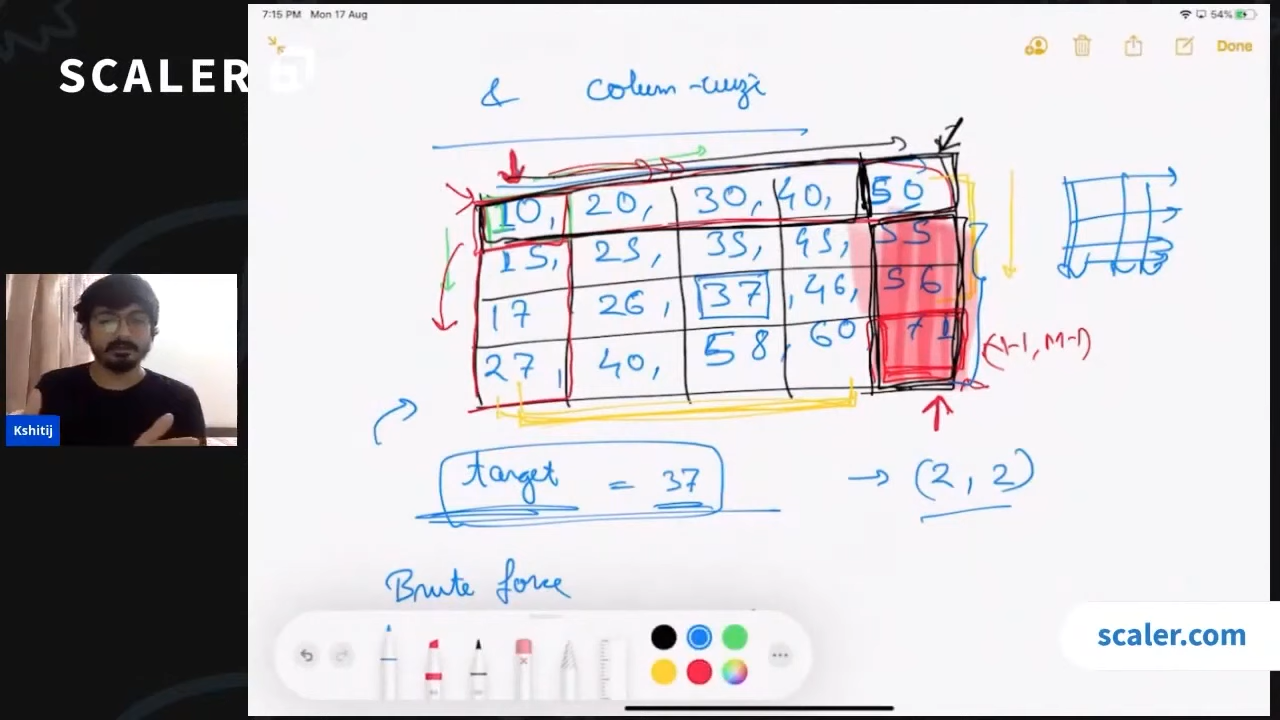 7:15 PM Mon 17 Aug
54%
SCALER
Done
& colum-wise
10, 20, 30, 40, 50
15, 25, 35, 45, 55
17 26, 37, 46, 56
27, 40, 58, 60, 71
(N-1, M-1)
Kshitij
target = 37 → (2, 2)
Brute force
scaler.com